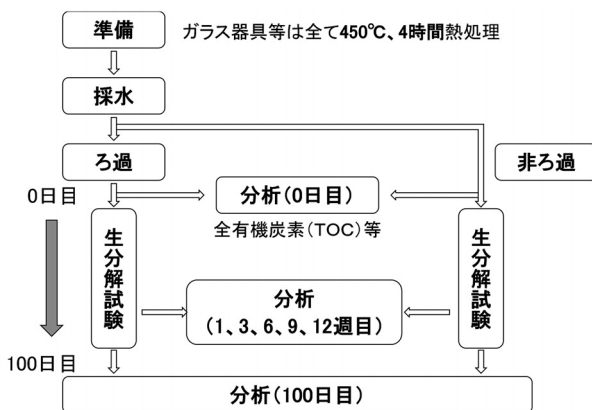 準備
ガラス器具等は全て450℃、4時間熱処理
採水
ろ過
非ろ過
0日目
分析(0日目)
全有機炭素(TOC)等
生分解試験
生分解試験
分析
(1、3、6、9、12週目)
100日目
分析(100日目)